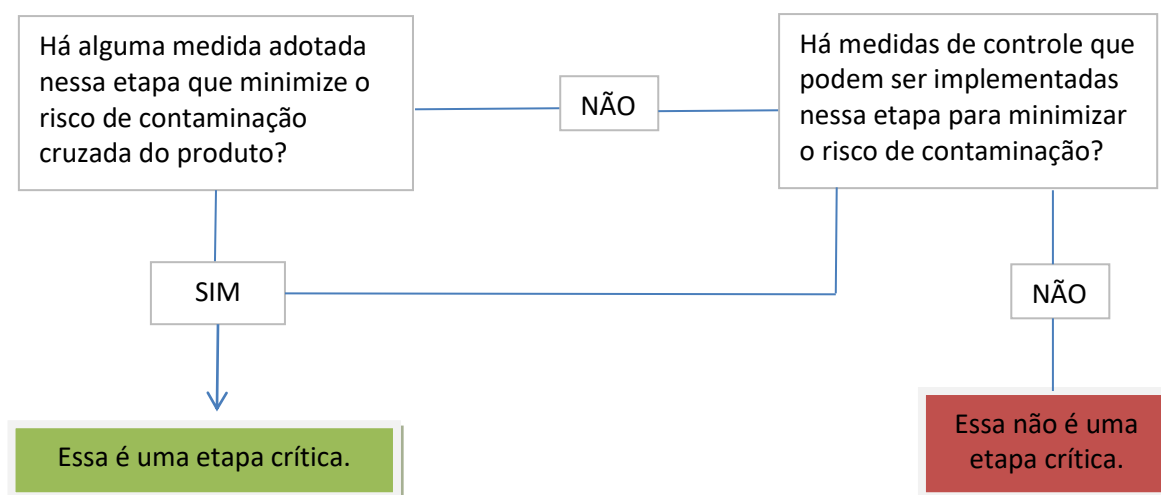 Há alguma medida adotada
nessa etapa que minimize o
risco de contaminação
cruzada do produto?
NÃO
Há medidas de controle que
podem ser implementadas
nessa etapa para minimizar
o risco de contaminação?
SIM
NÃO
Essa é uma etapa crítica.
Essa não é uma
etapa crítica.